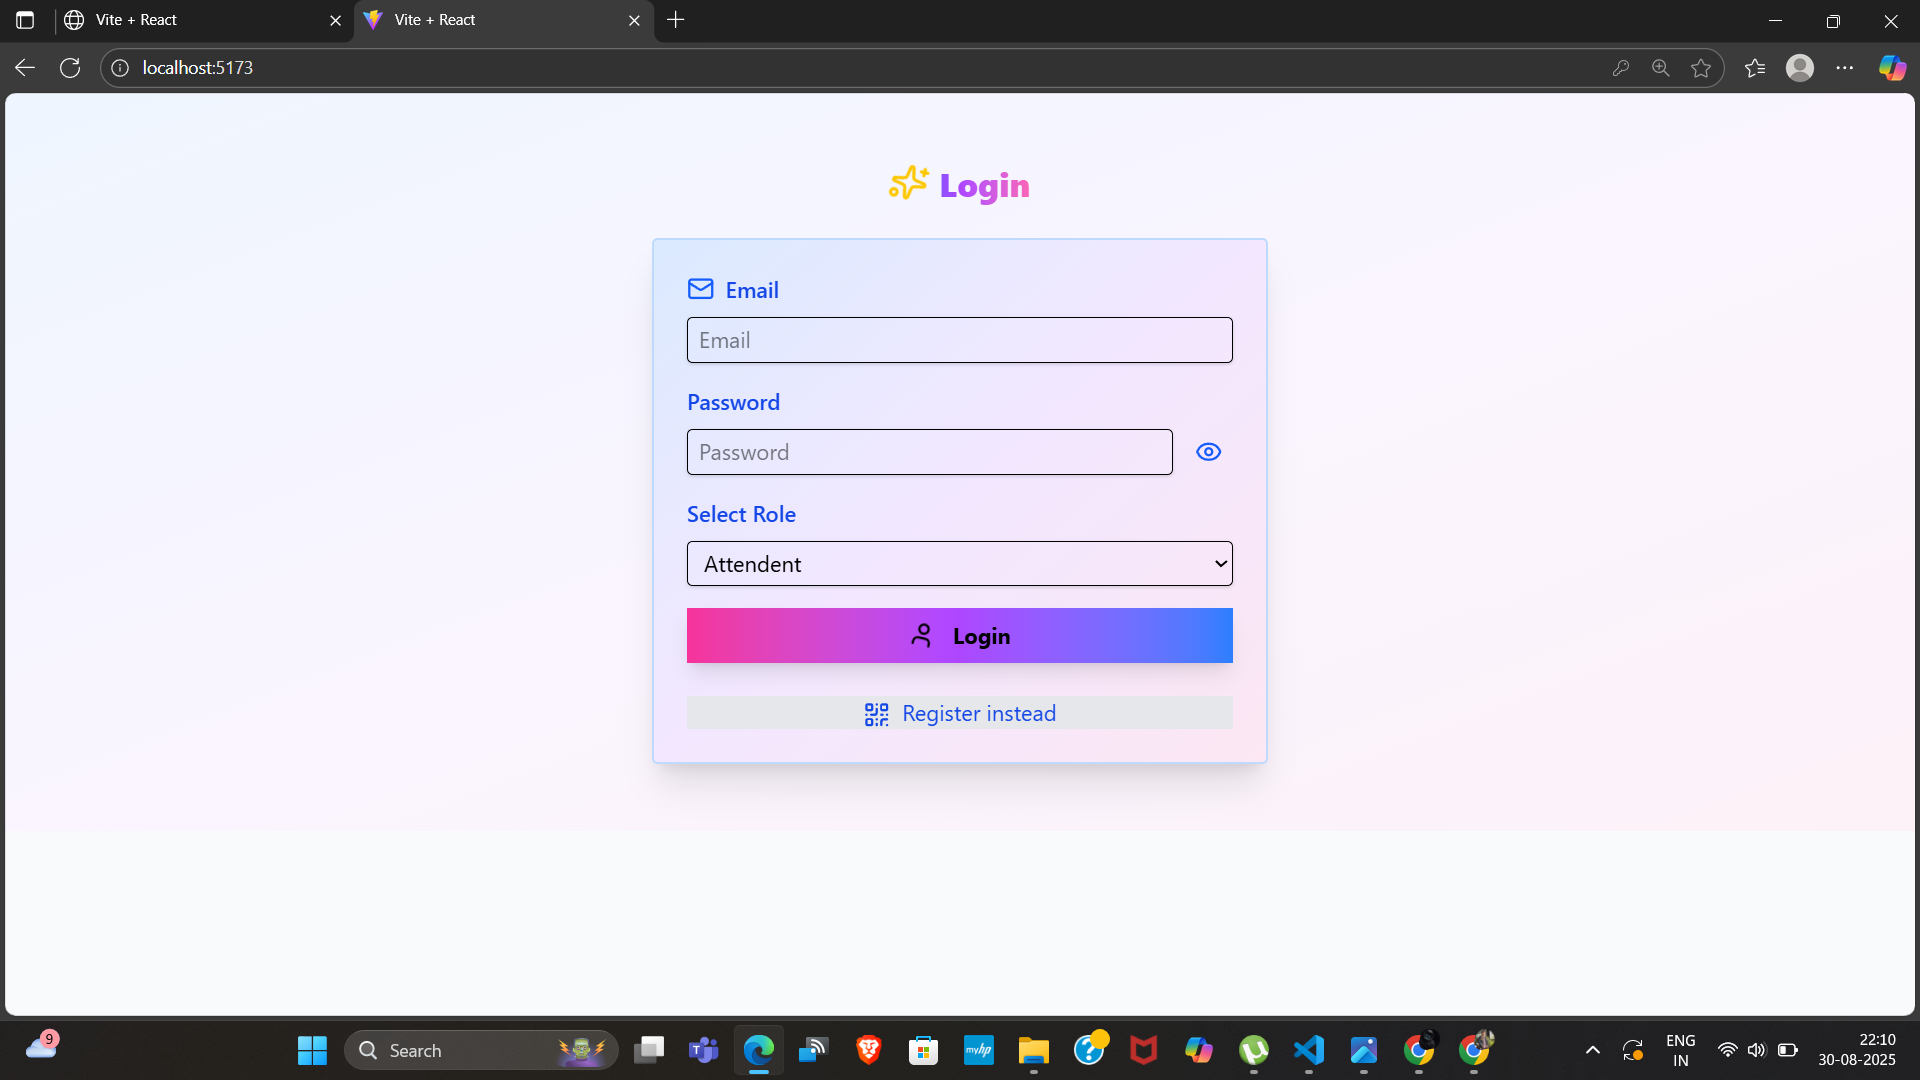 Vite + React
Vite + React
localhost:5173
Login
Email
Email
Password
Password
Select Role
Attendent
Login
Register instead
9
Search
T
myhp
?
ENG
IN
22:10
30-08-2025